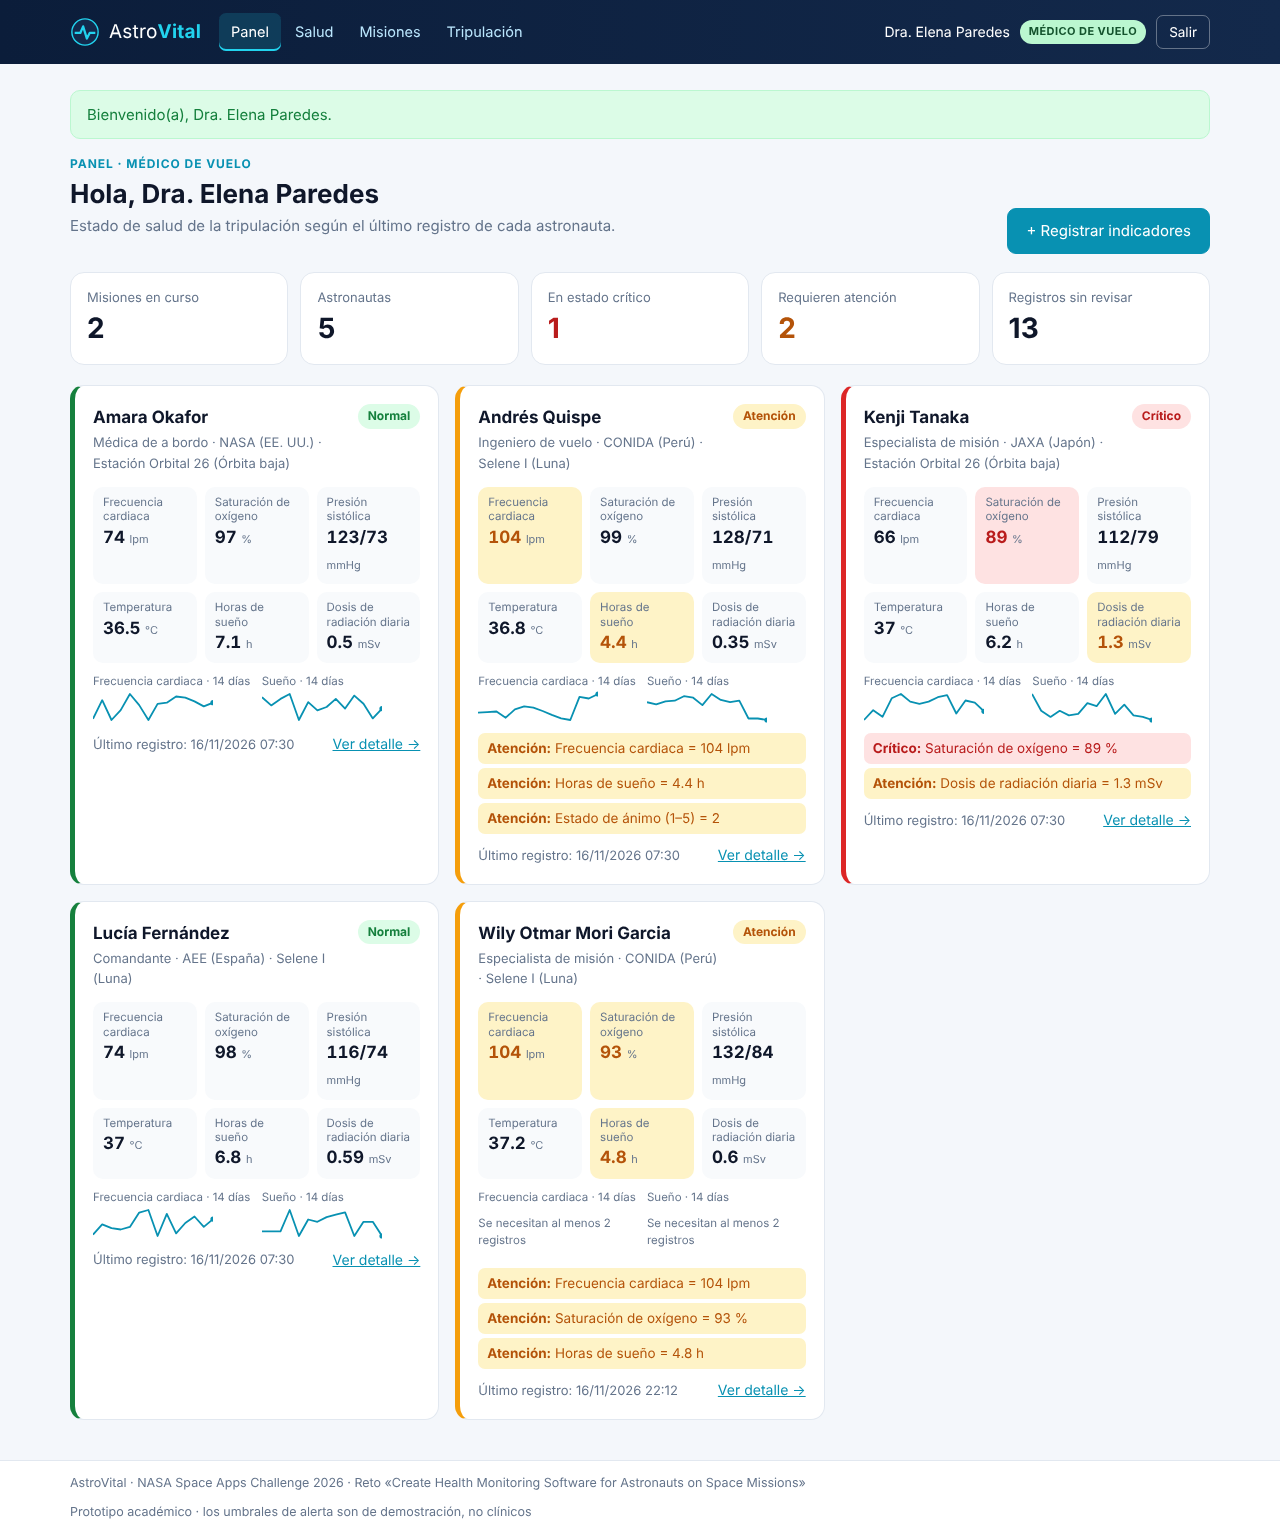 AstroVital
Panel
Salud
Misiones
Tripulación
Dra. Elena Paredes
MÉDICO DE VUELO
Salir
Bienvenido(a), Dra. Elena Paredes.
PANEL · MÉDICO DE VUELO
Hola, Dra. Elena Paredes
Estado de salud de la tripulación según el último registro de cada astronauta.
+ Registrar indicadores
Misiones en curso
2
Astronautas
5
En estado crítico
1
Requieren atención
2
Registros sin revisar
13
Amara Okafor
Normal
Médica de a bordo · NASA (EE. UU.) ·
Estación Orbital 26 (Órbita baja)
Frecuencia
cardiaca
74 lpm
Saturación de
oxígeno
97 %
Presión
sistólica
123/73
mmHg
Temperatura
36.5 °C
Horas de
sueño
7.1 h
Dosis de
radiación diaria
0.5 mSv
Frecuencia cardiaca · 14 días
Sueño · 14 días
Último registro: 16/11/2026 07:30
Ver detalle →
Andrés Quispe
Atención
Ingeniero de vuelo · CONIDA (Perú) ·
Selene I (Luna)
Frecuencia
cardiaca
104 lpm
Saturación de
oxígeno
99 %
Presión
sistólica
128/71
mmHg
Temperatura
36.8 °C
Horas de
sueño
4.4 h
Dosis de
radiación diaria
0.35 mSv
Frecuencia cardiaca · 14 días
Sueño · 14 días
Atención: Frecuencia cardiaca = 104 lpm
Atención: Horas de sueño = 4.4 h
Atención: Estado de ánimo (1–5) = 2
Último registro: 16/11/2026 07:30
Ver detalle →
Kenji Tanaka
Crítico
Especialista de misión · JAXA (Japón) ·
Estación Orbital 26 (Órbita baja)
Frecuencia
cardiaca
66 lpm
Saturación de
oxígeno
89 %
Presión
sistólica
112/79
mmHg
Temperatura
37 °C
Horas de
sueño
6.2 h
Dosis de
radiación diaria
1.3 mSv
Frecuencia cardiaca · 14 días
Sueño · 14 días
Crítico: Saturación de oxígeno = 89 %
Atención: Dosis de radiación diaria = 1.3 mSv
Último registro: 16/11/2026 07:30
Ver detalle →
Lucía Fernández
Normal
Comandante · AEE (España) · Selene I
(Luna)
Frecuencia
cardiaca
74 lpm
Saturación de
oxígeno
98 %
Presión
sistólica
116/74
mmHg
Temperatura
37 °C
Horas de
sueño
6.8 h
Dosis de
radiación diaria
0.59 mSv
Frecuencia cardiaca · 14 días
Sueño · 14 días
Último registro: 16/11/2026 07:30
Ver detalle →
Wily Otmar Mori Garcia
Atención
Especialista de misión · CONIDA (Perú)
· Selene I (Luna)
Frecuencia
cardiaca
104 lpm
Saturación de
oxígeno
93 %
Presión
sistólica
132/84
mmHg
Temperatura
37.2 °C
Horas de
sueño
4.8 h
Dosis de
radiación diaria
0.6 mSv
Frecuencia cardiaca · 14 días
Sueño · 14 días
Se necesitan al menos 2
registros
Se necesitan al menos 2
registros
Atención: Frecuencia cardiaca = 104 lpm
Atención: Saturación de oxígeno = 93 %
Atención: Horas de sueño = 4.8 h
Último registro: 16/11/2026 22:12
Ver detalle →
AstroVital · NASA Space Apps Challenge 2026 · Reto «Create Health Monitoring Software for Astronauts on Space Missions»
Prototipo académico · los umbrales de alerta son de demostración, no clínicos